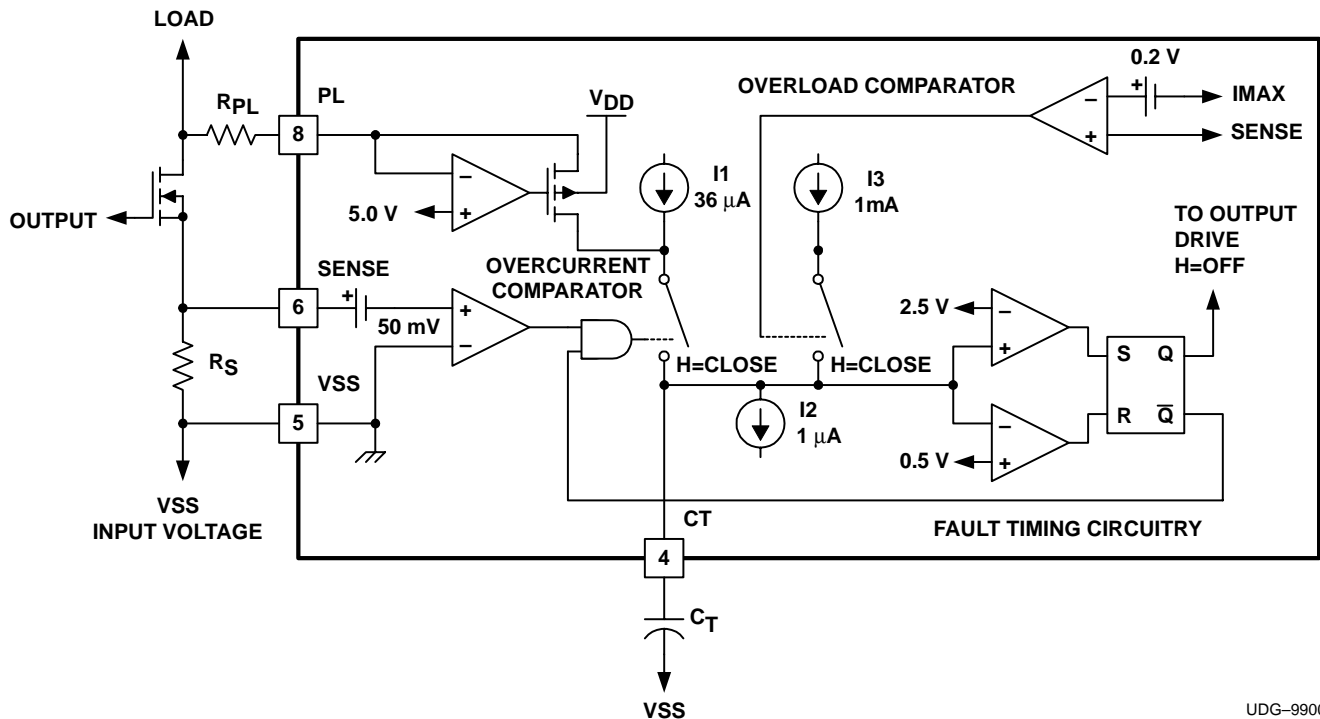 LOAD
RPL
PL
8
VDD
OVERLOAD COMPARATOR
0.2 V
+
−
+
IMAX
SENSE
−
+
5.0 V
I1
36 μA
I3
1mA
OUTPUT
TO OUTPUT
DRIVE
H=OFF
SENSE
6
+
50 mV
OVERCURRENT
COMPARATOR
+
−
H=CLOSE
H=CLOSE
2.5 V
−
+
S Q
R Q
RS
VSS
5
I2
1 μA
0.5 V
−
+
VSS
INPUT VOLTAGE
CT
4
FAULT TIMING CIRCUITRY
CT
VSS
UDG–9900